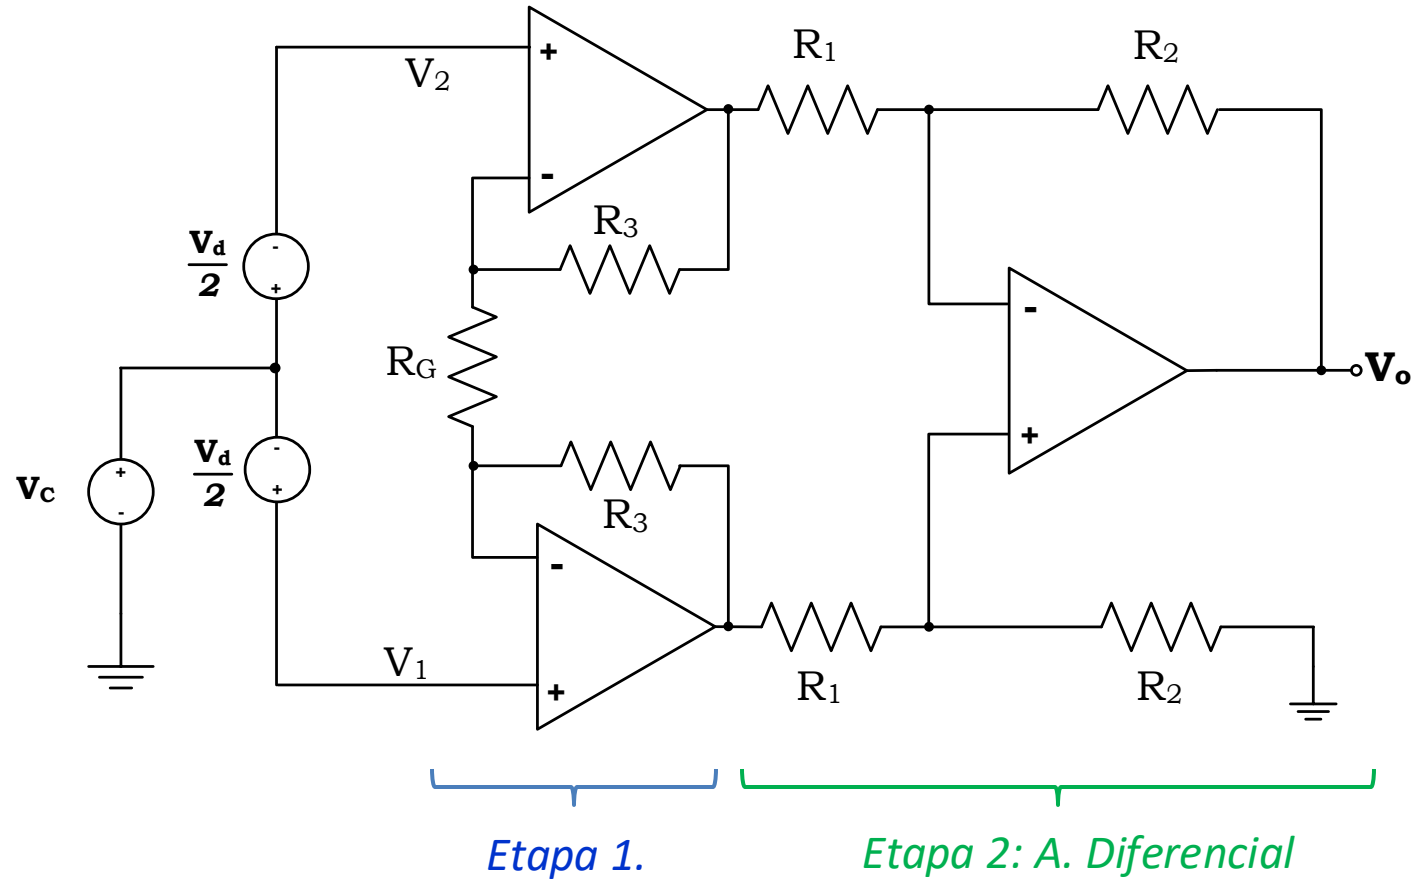 R₁
R₂
+
V₂
-
R₃
Vd
2
-
+
-
RG
Vo
+
Vd
2
-
+
VC
+
-
R₃
-
V₁
+
R₁
R₂
Etapa 1.
Etapa 2: A. Diferencial